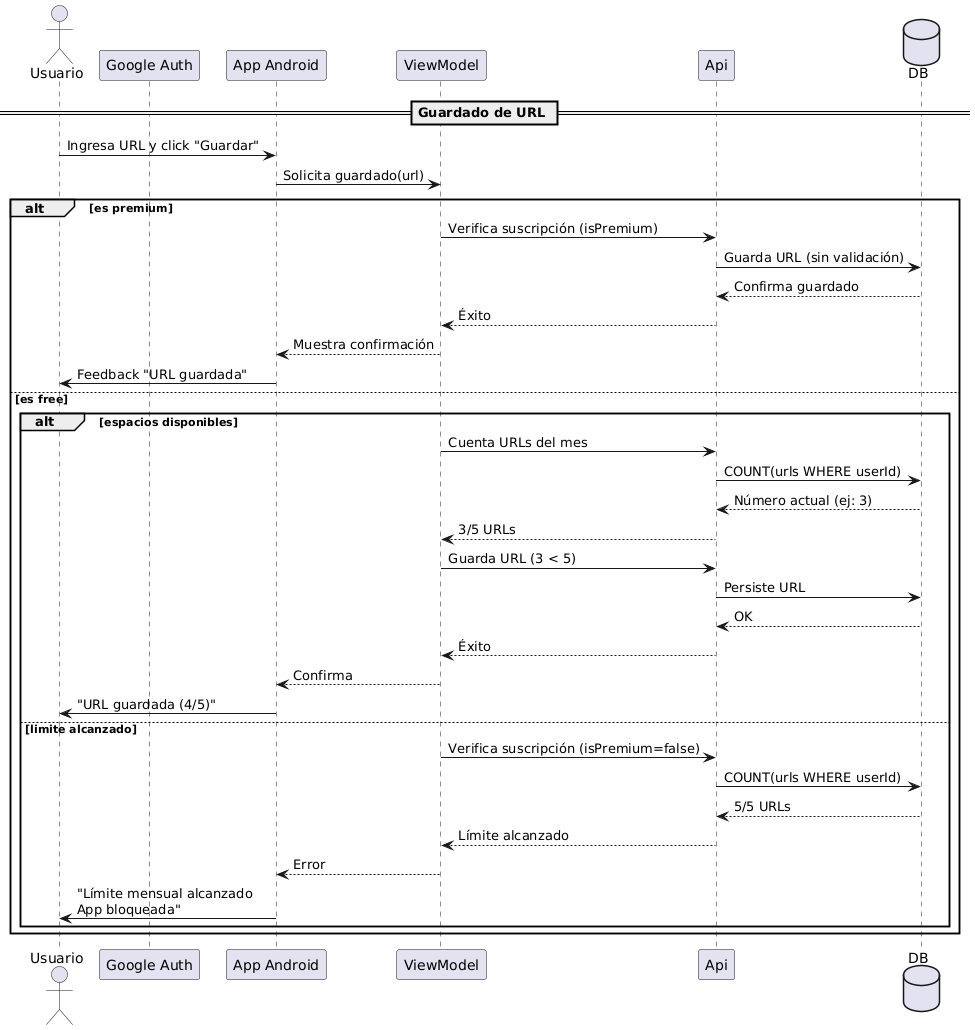 Usuario
Google Auth
App Android
ViewModel
Api
DB
Guardado de URL
Ingresa URL y click "Guardar"
Solicita guardado(url)
alt
[es premium]
Verifica suscripción (isPremium)
Guarda URL (sin validación)
Confirma guardado
Éxito
Muestra confirmación
Feedback "URL guardada"
[es free]
alt
[espacios disponibles]
Cuenta URLs del mes
COUNT(urls WHERE userId)
Número actual (ej: 3)
3/5 URLs
Guarda URL (3 < 5)
Persiste URL
OK
Éxito
Confirma
"URL guardada (4/5)"
[limite alcanzado]
Verifica suscripción (isPremium=false)
COUNT(urls WHERE userId)
5/5 URLs
Límite alcanzado
Error
"Límite mensual alcanzado
App bloqueada"
Usuario
Google Auth
App Android
ViewModel
Api
DB